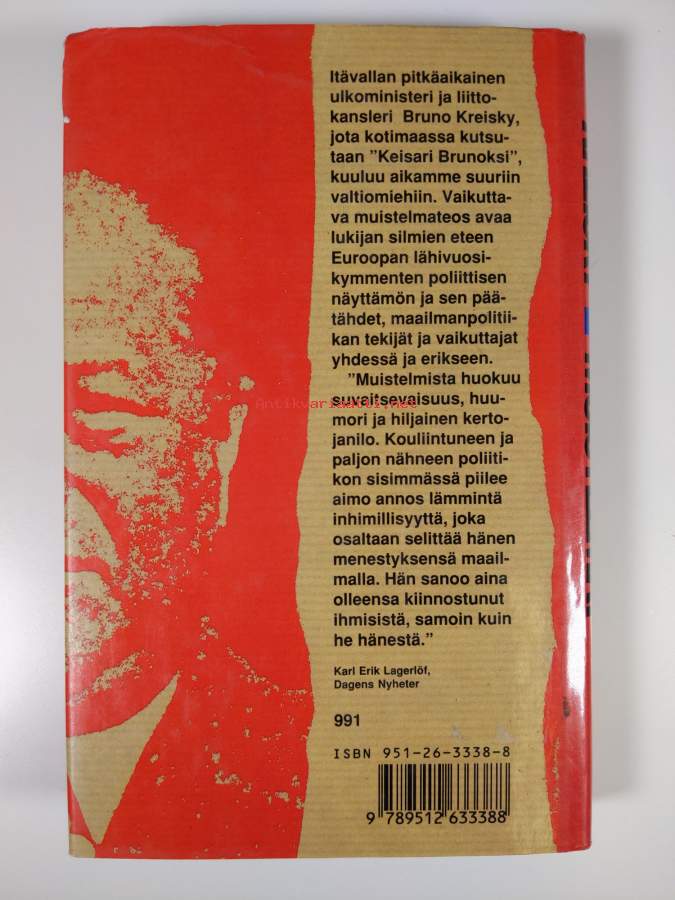 Itävallan pitkäaikainen
ulkoministeri ja liitto-
kansleri Bruno Kreisky,
jota kotimaassa kutsu-
taan ”Keisari Brunoksi”,
kuuluu aikamme suuriin
valtiomiehiin. Vaikutta-
va muistelmateos avaa
lukijan silmien eteen
Euroopan lähivuosi-
kymmenten poliittisen
näyttämön ja sen pää-
tähdet, maailmanpolitii-
kan tekijät ja vaikuttajat
yhdessä ja erikseen.
”Muistelmista huokuu
suvaitsevaisuus, huu-
mori ja hiljainen kerto-
janilo. Kouliintuneen ja
paljon nähneen poliiti-
kon sisimmässä piilee
aimo annos lämmintä
inhimillisyyttä, joka
osaltaan selittää hänen
menestyksensä maail-
malla. Hän sanoo aina
olleensa kiinnostunut
ihmisistä, samoin kuin
he hänestä.”
Karl Erik Lagerlöf,
Dagens Nyheter
991
ISBN 951-26-3338-8
9 789512 633388
Antikvariaatti.net